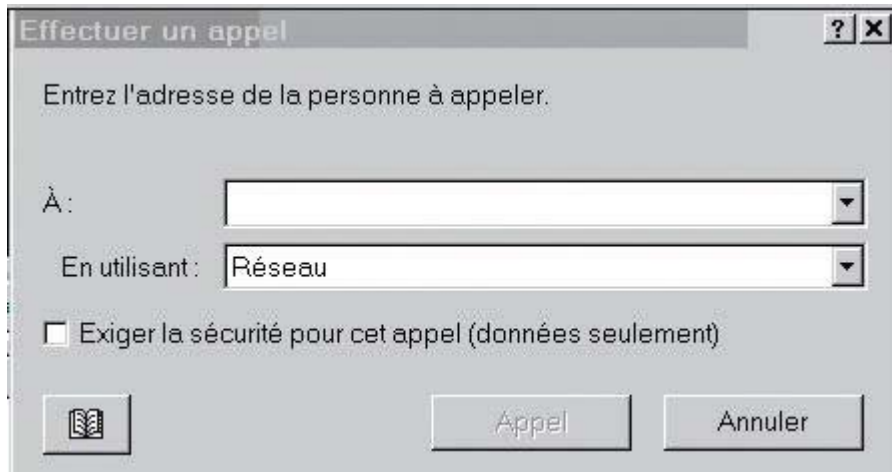 Effectuer un appel
Entrez l'adresse de la personne à appeler.
À :
En utilisant : Réseau
Exiger la sécurité pour cet appel (données seulement)
Appel Annuler